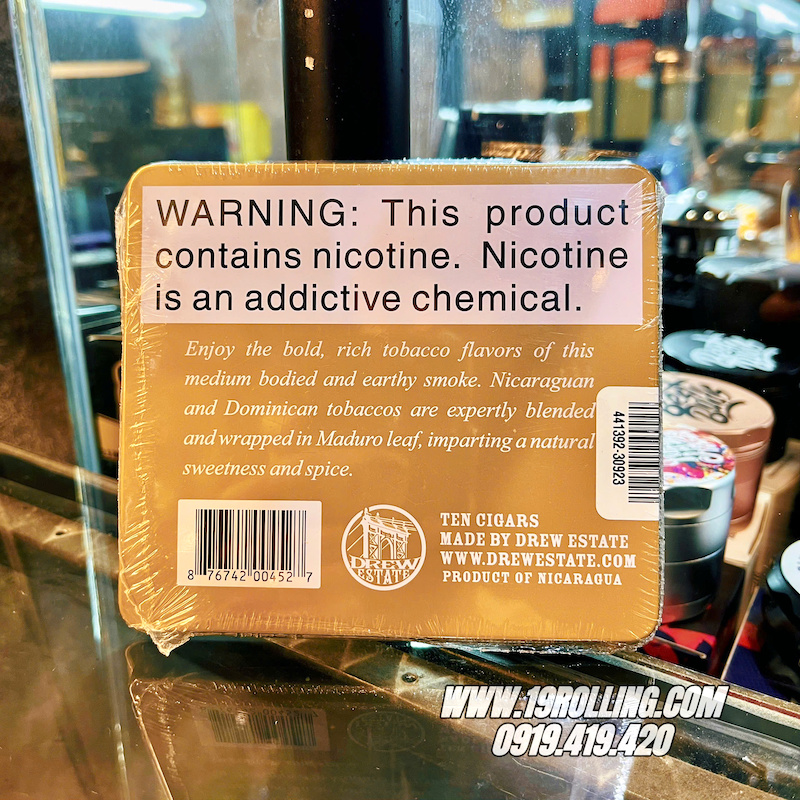 WARNING: This product
contains nicotine. Nicotine
is an addictive chemical.
Enjoy the bold, rich tobacco flavors of this
medium bodied and earthy smoke. Nicaraguan
and Dominican tobaccos are expertly blended
and wrapped in Maduro leaf, imparting a natural
sweetness and spice.
441392-30923
8 76742 00452 7
DREW
ESTATE
TEN CIGARS
MADE BY DREW ESTATE
WWW.DREWESTATE.COM
PRODUCT OF NICARAGUA
WWW.19ROLLING.COM
0919.419.420